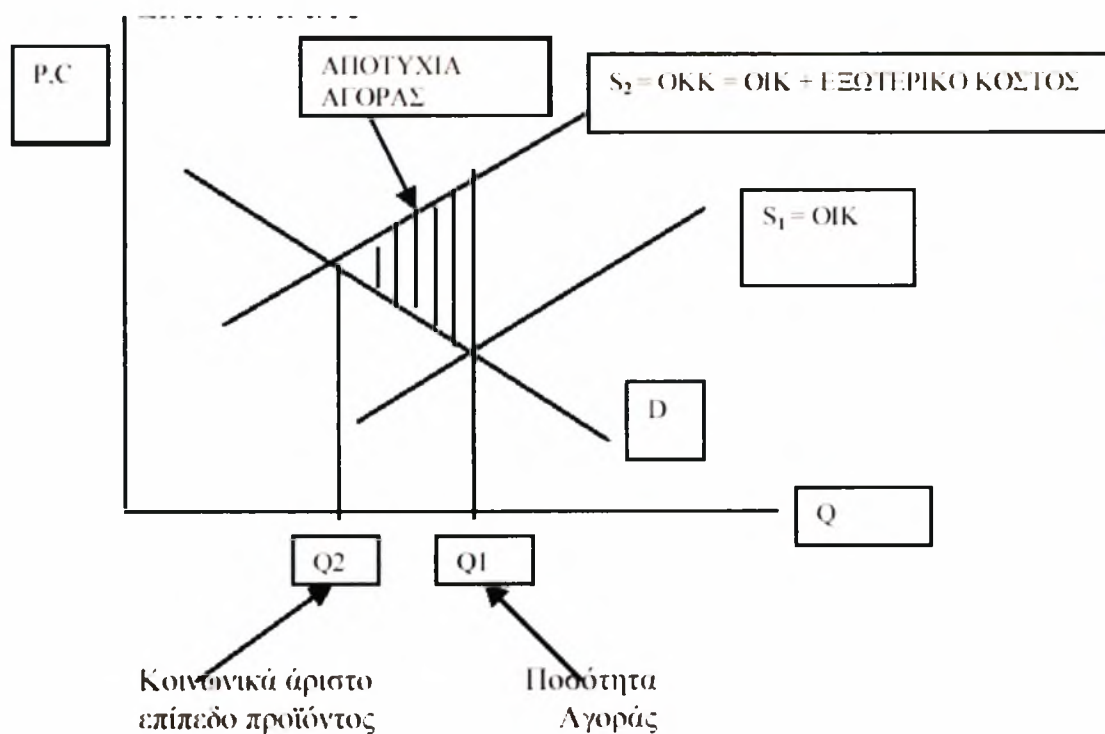 P,C
ΑΠΟΤΥΧΙΑ
ΑΓΟΡΑΣ
S₂ = ΟΚΚ = ΟΙΚ + ΕΞΩΤΕΡΙΚΟ ΚΟΣΤΟΣ
S₁ = ΟΙΚ
D
Q
Q2
Q1
Κοινωνικά άριστο
επίπεδο προϊόντος
Ποσότητα
Αγοράς